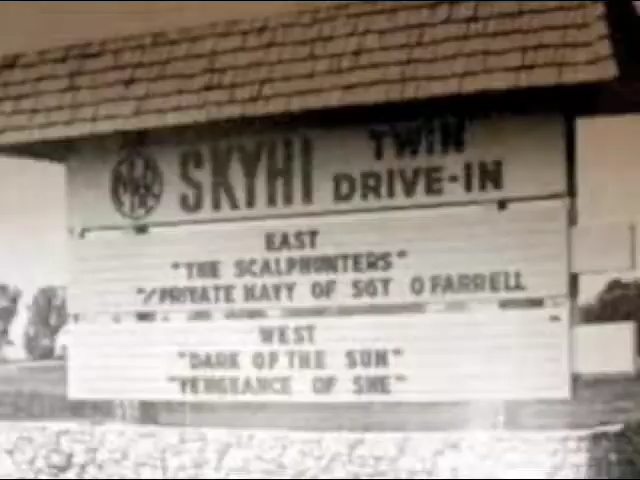 SKYHI TWIN
DRIVE-IN
EAST
"THE SCALPHUNTERS"
"/PRIVATE NAVY OF SGT O FARRELL
WEST
"DARK OF THE SUN"
"VENGEANCE OF SHE"